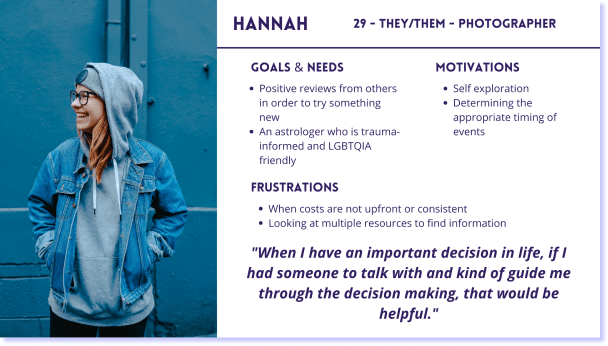 HANNAH
29 - THEY/THEM - PHOTOGRAPHER
GOALS & NEEDS
• Positive reviews from others
in order to try something
new
• An astrologer who is trauma-
informed and LGBTQIA
friendly
MOTIVATIONS
• Self exploration
• Determining the
appropriate timing of
events
FRUSTRATIONS
• When costs are not upfront or consistent
• Looking at multiple resources to find information
"When I have an important decision in life, if I
had someone to talk with and kind of guide me
through the decision making, that would be
helpful."